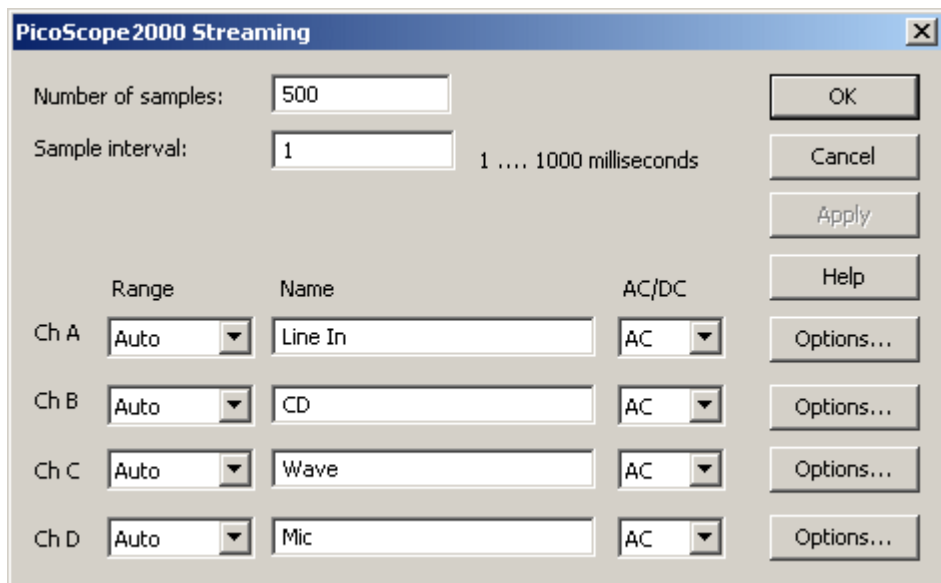 PicoScope2000 Streaming
Number of samples: 500 OK
Sample interval: 1 1 .... 1000 milliseconds Cancel
Apply
Help
Range Name AC/DC
Ch A Auto Line In AC Options...
Ch B Auto CD AC Options...
Ch C Auto Wave AC Options...
Ch D Auto Mic AC Options...